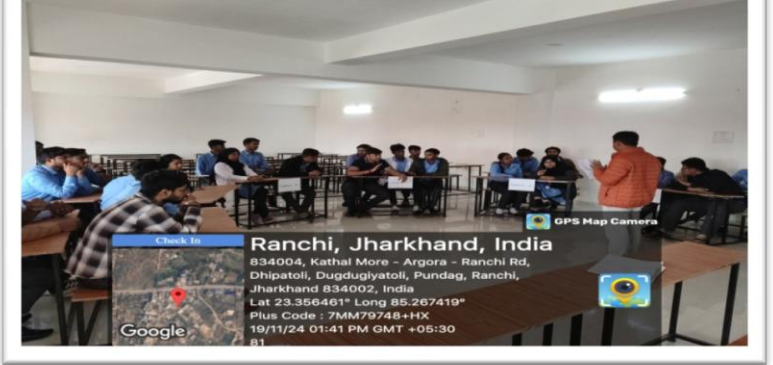 GPS Map Camera
Check In
Ranchi, Jharkhand, India
834004, Kathal More - Argora - Ranchi Rd,
Dhipatoli, Dugdugiyatoli, Pundag, Ranchi,
Jharkhand 834002, India
Lat 23.356461° Long 85.267419°
Plus Code : 7MM79748+HX
19/11/24 01:41 PM GMT +05:30
81
Google